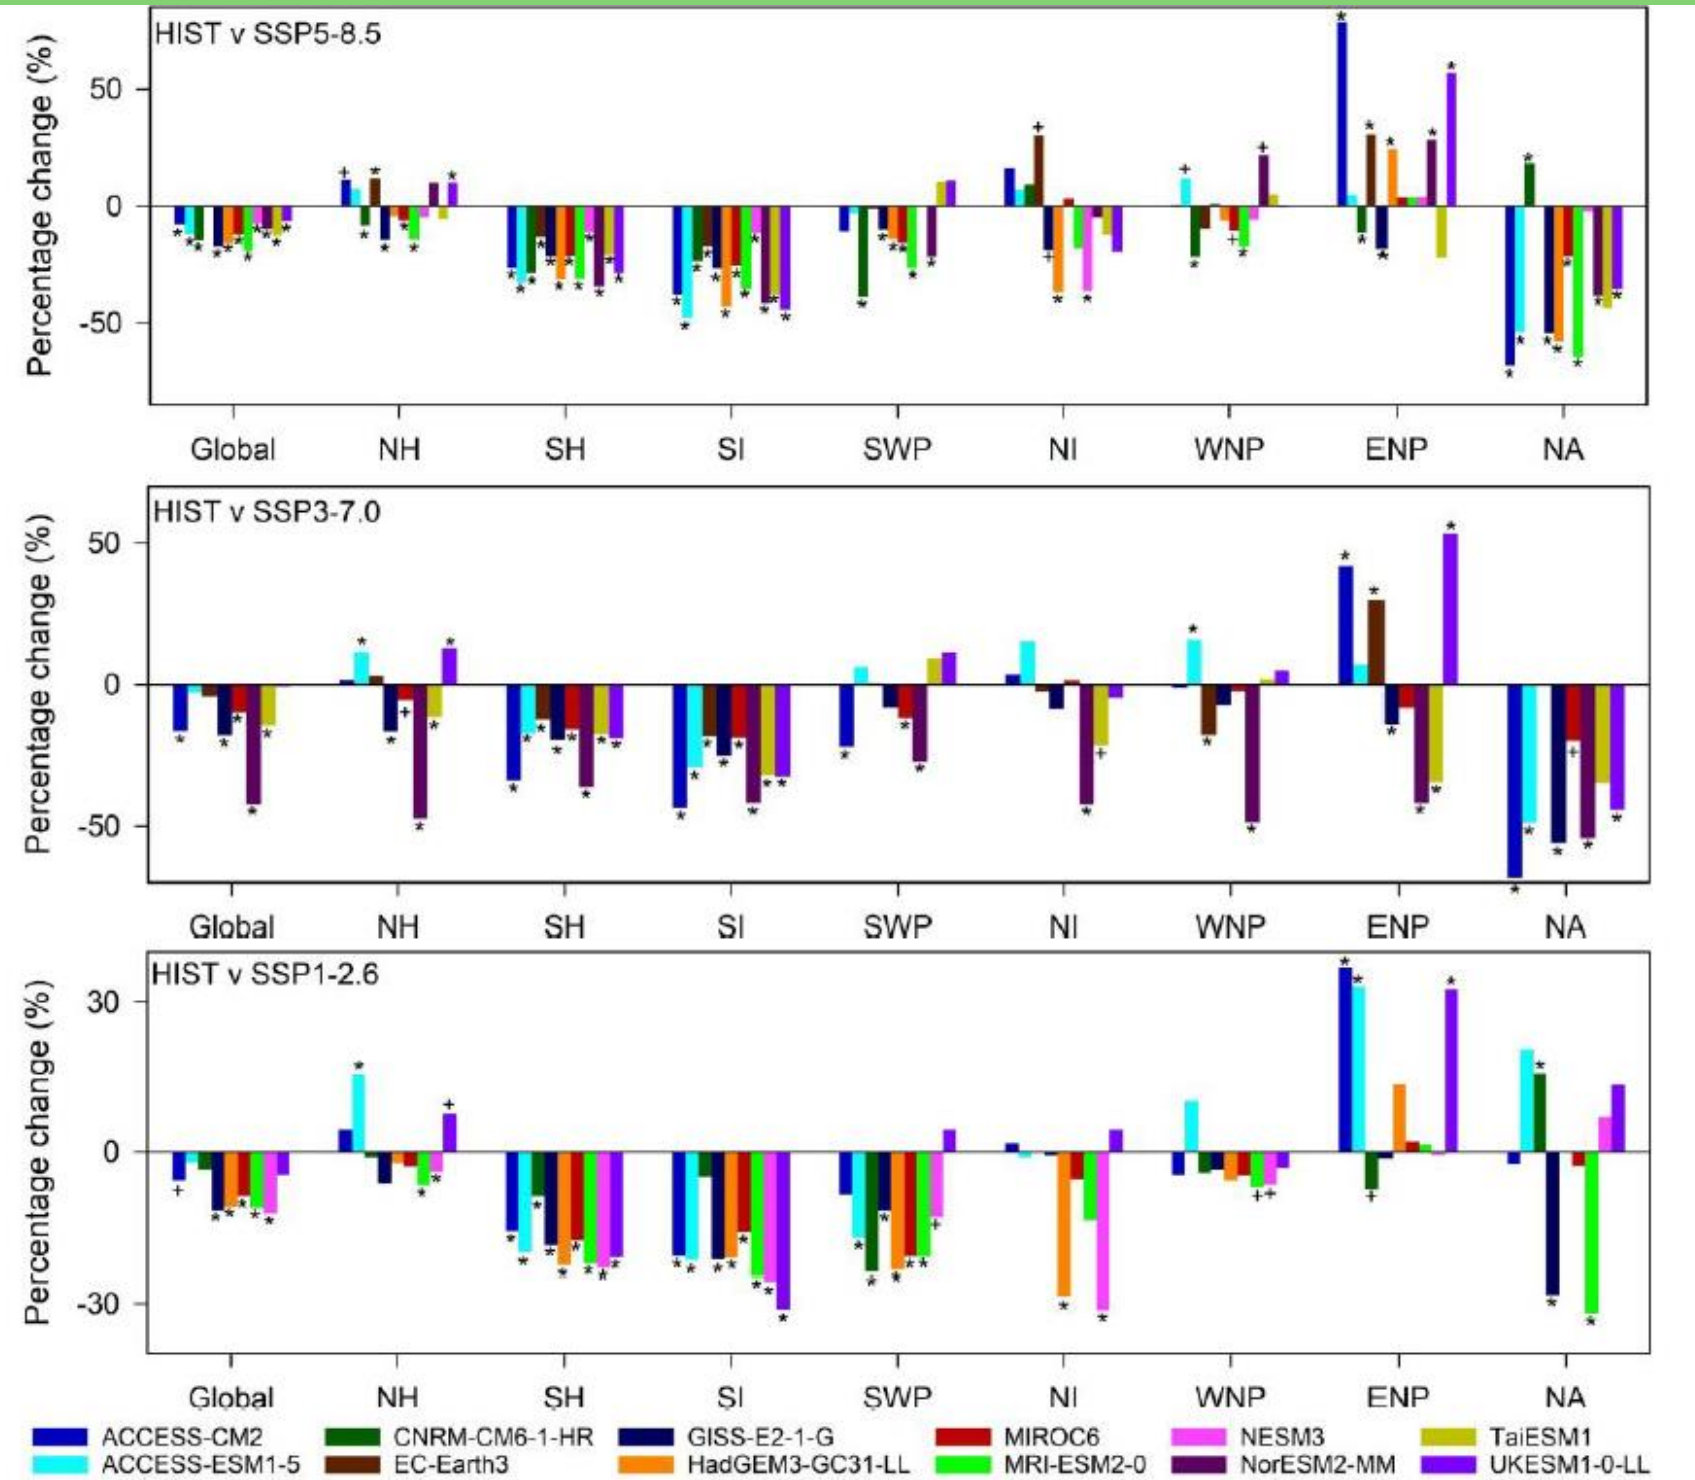 HIST v SSP5-8.5
Percentage change (%)
50
0
-50
Global NH SH SI SWP NI WNP ENP NA
HIST v SSP3-7.0
Percentage change (%)
50
0
-50
Global NH SH SI SWP NI WNP ENP NA
HIST v SSP1-2.6
Percentage change (%)
30
0
-30
Global NH SH SI SWP NI WNP ENP NA
ACCESS-CM2 CNRM-CM6-1-HR GISS-E2-1-G MIROC6 NESM3 TaiESM1
ACCESS-ESM1-5 EC-Earth3 HadGEM3-GC31-LL MRI-ESM2-0 NorESM2-MM UKESM1-0-LL